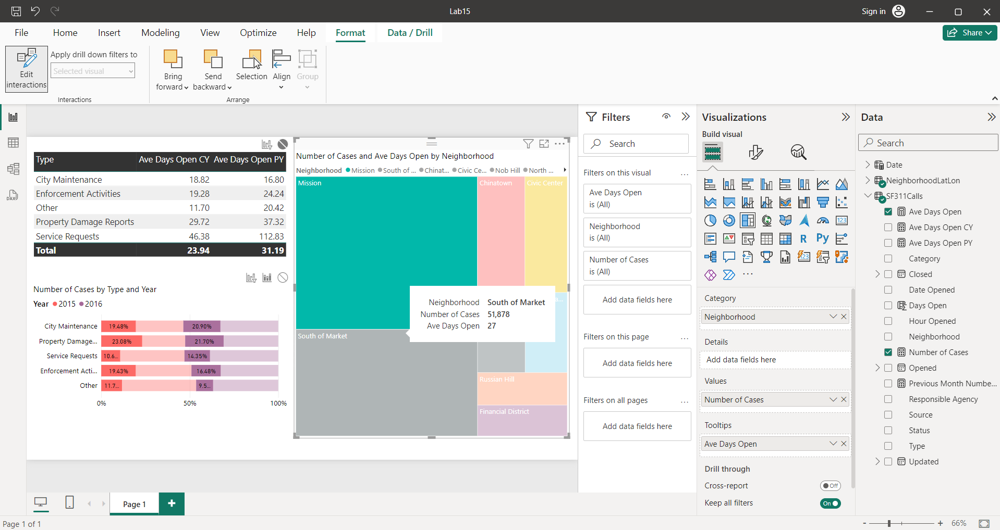 Lab15
Sign in
File Home Insert Modeling View Optimize Help Format Data / Drill
Share
Edit interactions
Apply drill down filters to
Selected visual
Interactions
Bring forward
Send backward
Selection
Align
Group
Arrange
Type Ave Days Open CY Ave Days Open PY
City Maintenance 18.82 16.80
Enforcement Activities 19.28 24.24
Other 11.70 20.42
Property Damage Reports 29.72 37.32
Service Requests 46.38 112.83
Total 23.94 31.19
Number of Cases by Type and Year
Year 2015 2016
City Maintenance 19.48% 20.90%
Property Damage... 23.08% 21.70%
Service Requests 10.6... 14.35%
Enforcement Acti... 19.43% 16.48%
Other 11.7... 9.5...
0% 50% 100%
Number of Cases and Ave Days Open by Neighborhood
Neighborhood Mission South of ... Chinat... Civic Ce... Nob Hill North ...
Mission
Chinatown
Civic Center
a...
South of Market
Russian Hill
Financial District
Neighborhood South of Market
Number of Cases 51,878
Ave Days Open 27
Filters
Search
Filters on this visual ...
Ave Days Open
is (All)
Neighborhood
is (All)
Number of Cases
is (All)
Add data fields here
Filters on this page ...
Add data fields here
Filters on all pages ...
Add data fields here
Visualizations
Build visual
123
R Py
123
...
Category
Neighborhood
Details
Add data fields here
Values
Number of Cases
Tooltips
Ave Days Open
Drill through
Cross-report Off
Keep all filters On
Data
Search
Date
NeighborhoodLatLon
SF311Calls
Ave Days Open
Ave Days Open CY
Ave Days Open PY
Category
Closed
Date Opened
Days Open
Hour Opened
Neighborhood
Number of Cases
Opened
Previous Month Numbe...
Responsible Agency
Source
Status
Type
Updated
DAX
Page 1
+
Page 1 of 1
- + 66%